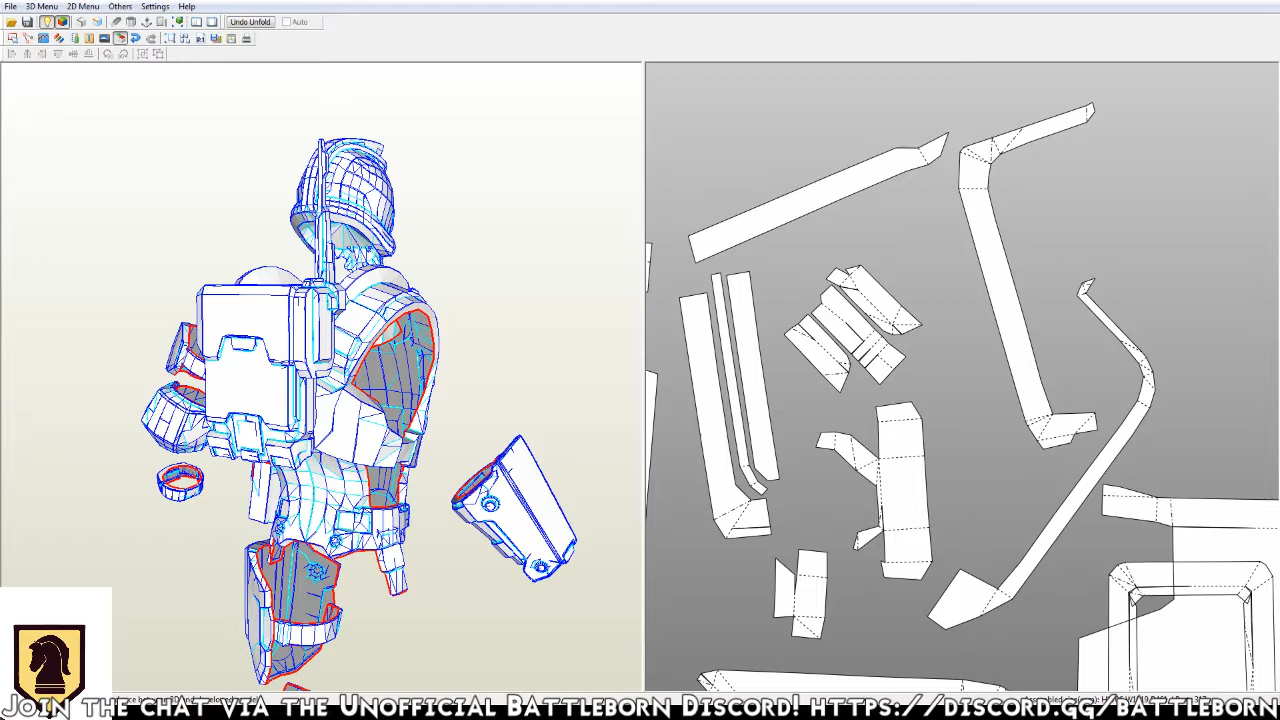 File 3D Menu 2D Menu Others Settings Help
Undo Unfold Auto
Join the chat via the Unofficial Battleborn Discord! https://discord.gg/battleborn